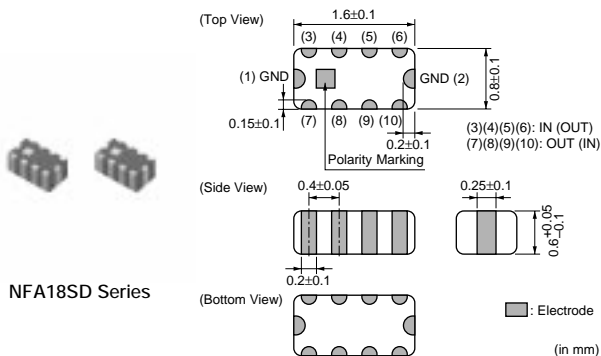 (Top View)
1.6±0.1
(3) (4) (5) (6)
(1) GND
GND (2)
0.8±0.1
0.15±0.1
(7) (8) (9) (10)
0.2±0.1
Polarity Marking
(3)(4)(5)(6): IN (OUT)
(7)(8)(9)(10): OUT (IN)
(Side View)
0.4±0.05
0.25±0.1
0.6+0.05
–0.1
0.2±0.1
NFA18SD Series
(Bottom View)
: Electrode
(in mm)